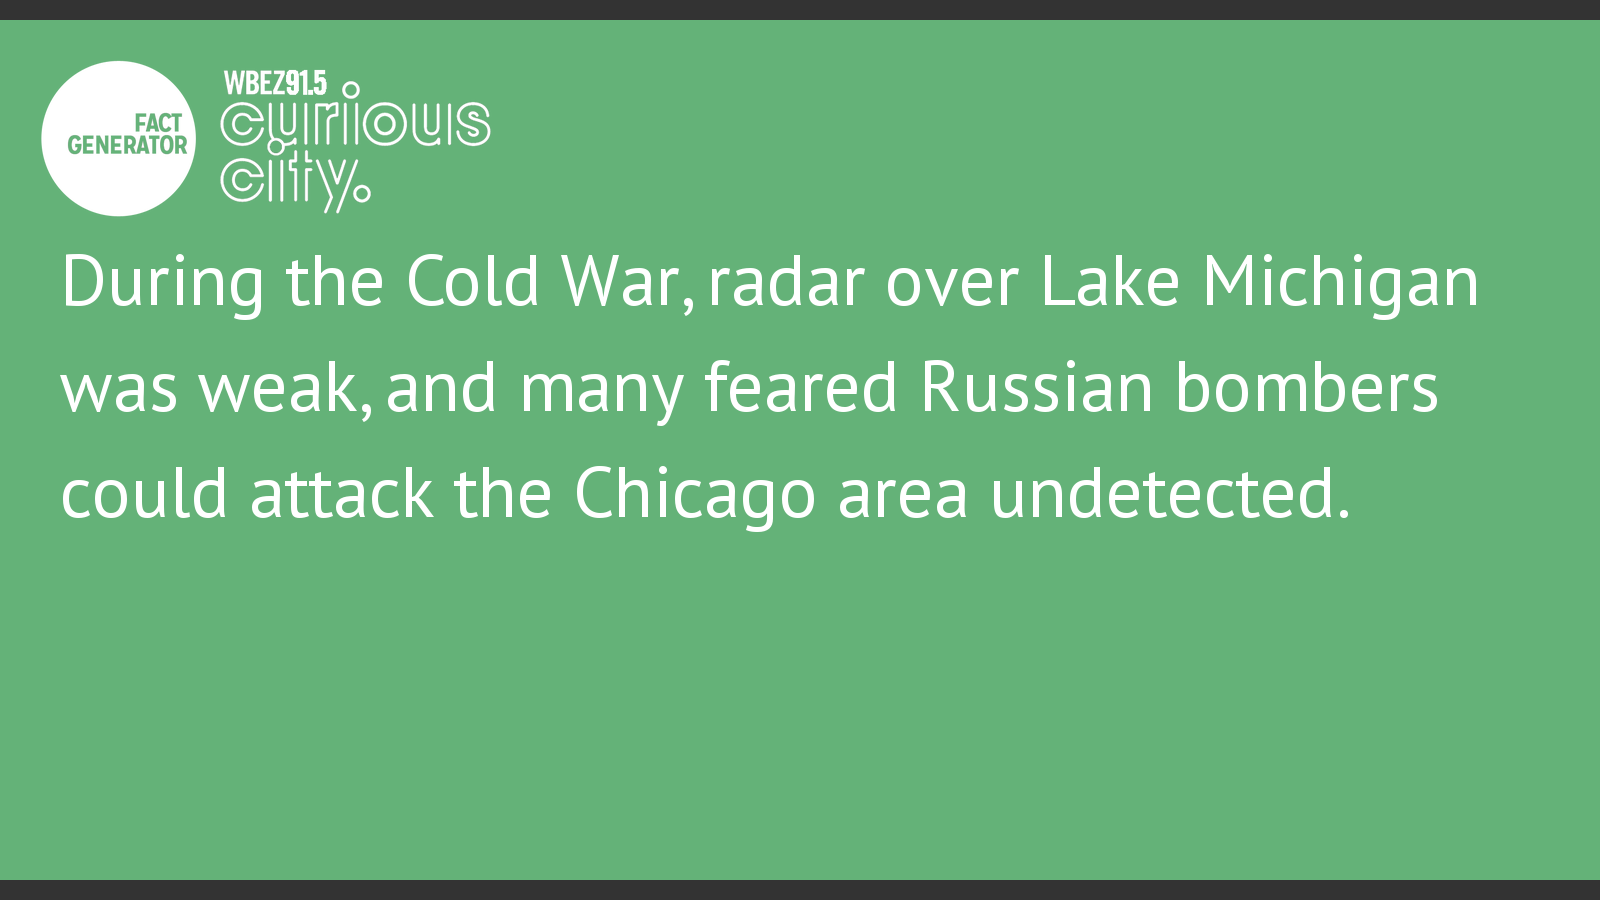 FACT
GENERATOR
WBEZ91.5
curious
city.
During the Cold War, radar over Lake Michigan
was weak, and many feared Russian bombers
could attack the Chicago area undetected.